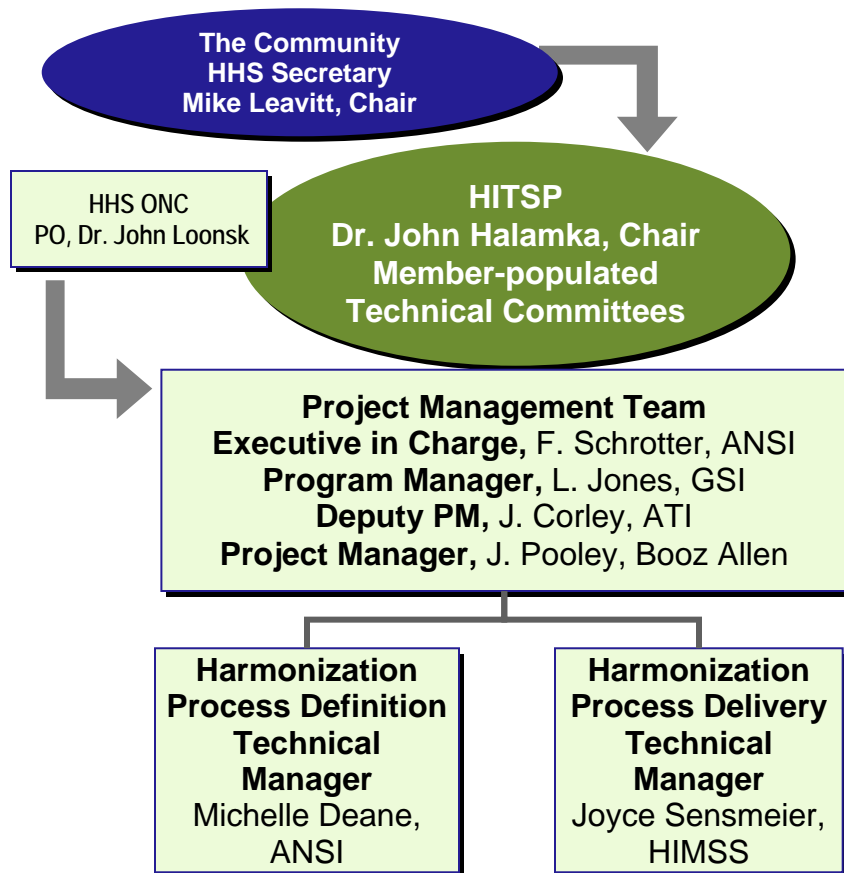 The Community
HHS Secretary
Mike Leavitt, Chair
HHS ONC
PO, Dr. John Loonsk
HITSP
Dr. John Halamka, Chair
Member-populated
Technical Committees
Project Management Team
Executive in Charge, F. Schrotter, ANSI
Program Manager, L. Jones, GSI
Deputy PM, J. Corley, ATI
Project Manager, J. Pooley, Booz Allen
Harmonization
Process Definition
Technical
Manager
Michelle Deane,
ANSI
Harmonization
Process Delivery
Technical
Manager
Joyce Sensmeier,
HIMSS